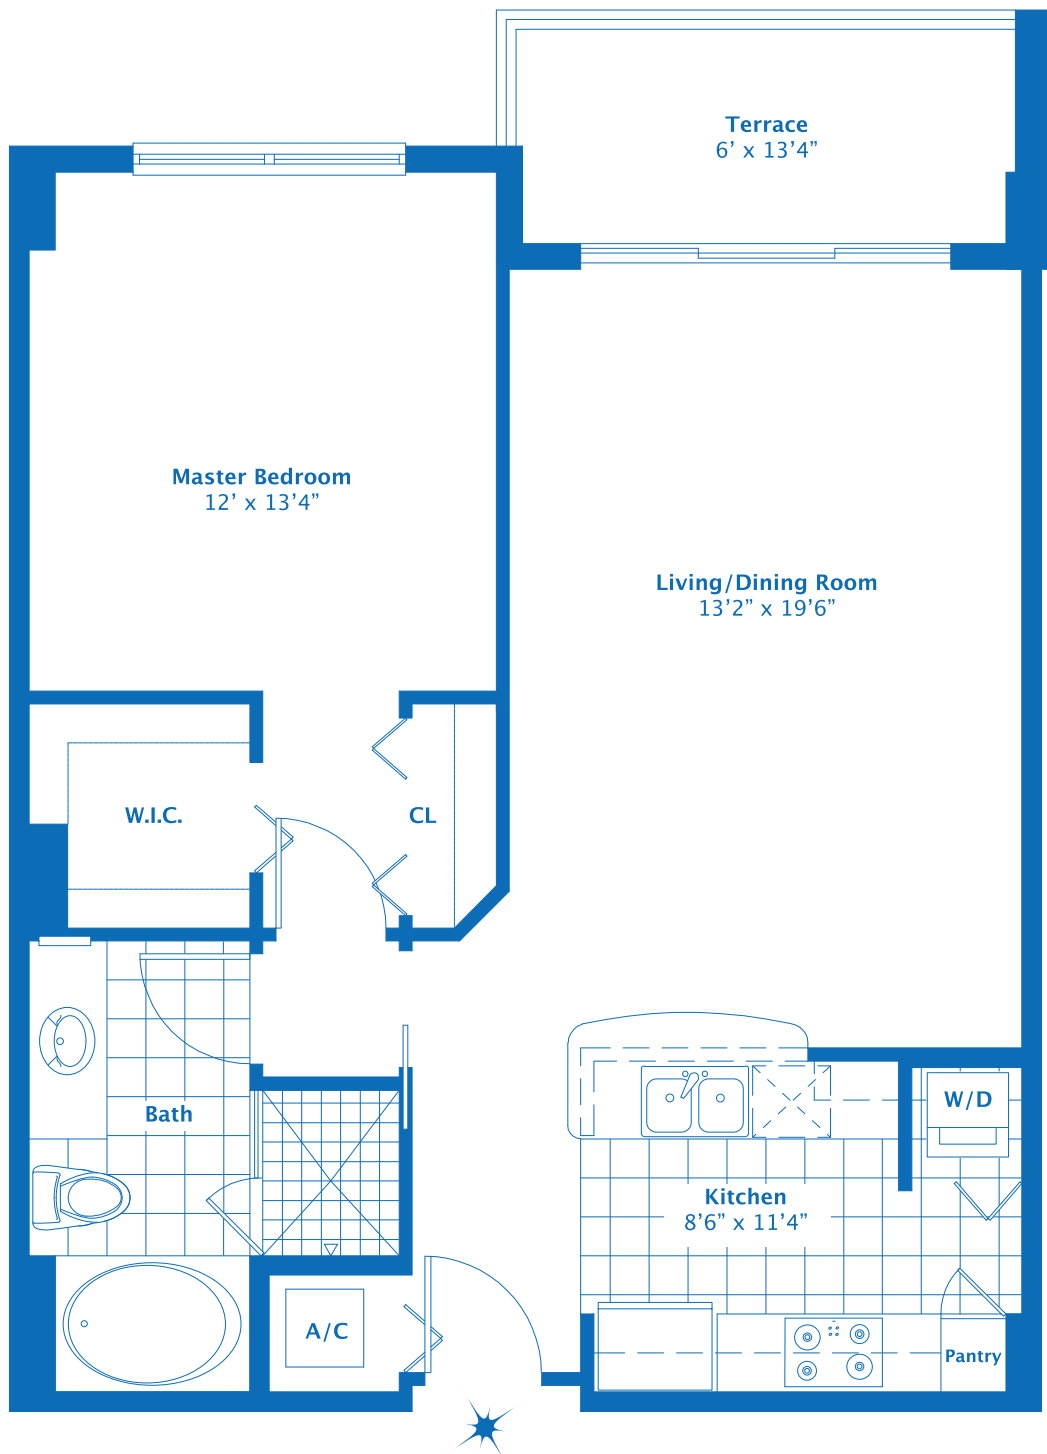 Terrace
6’ x 13’4”
Master Bedroom
12’ x 13’4”
Living/Dining Room
13’2” x 19’6”
W.I.C.
CL
Bath
W/D
Kitchen
8’6” x 11’4”
A/C
Pantry